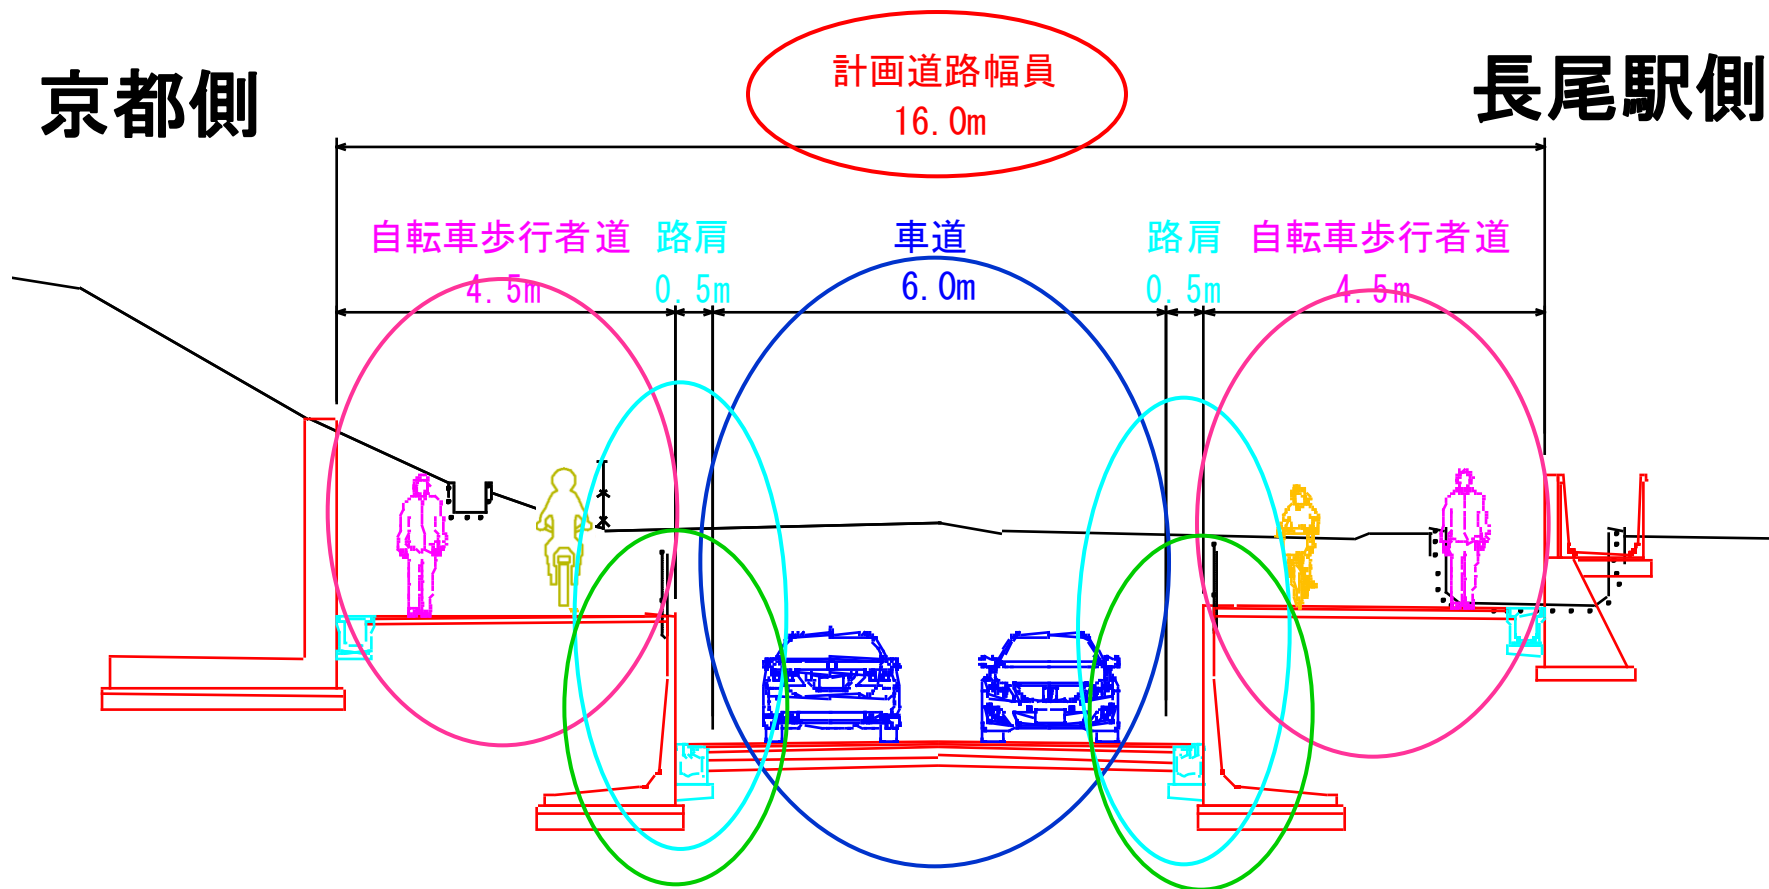 計画道路幅員
16.0m
京都側
長尾駅側
自転車歩行者道
路肩
車道
路肩
自転車歩行者道
4.5m
0.5m
6.0m
0.5m
4.5m